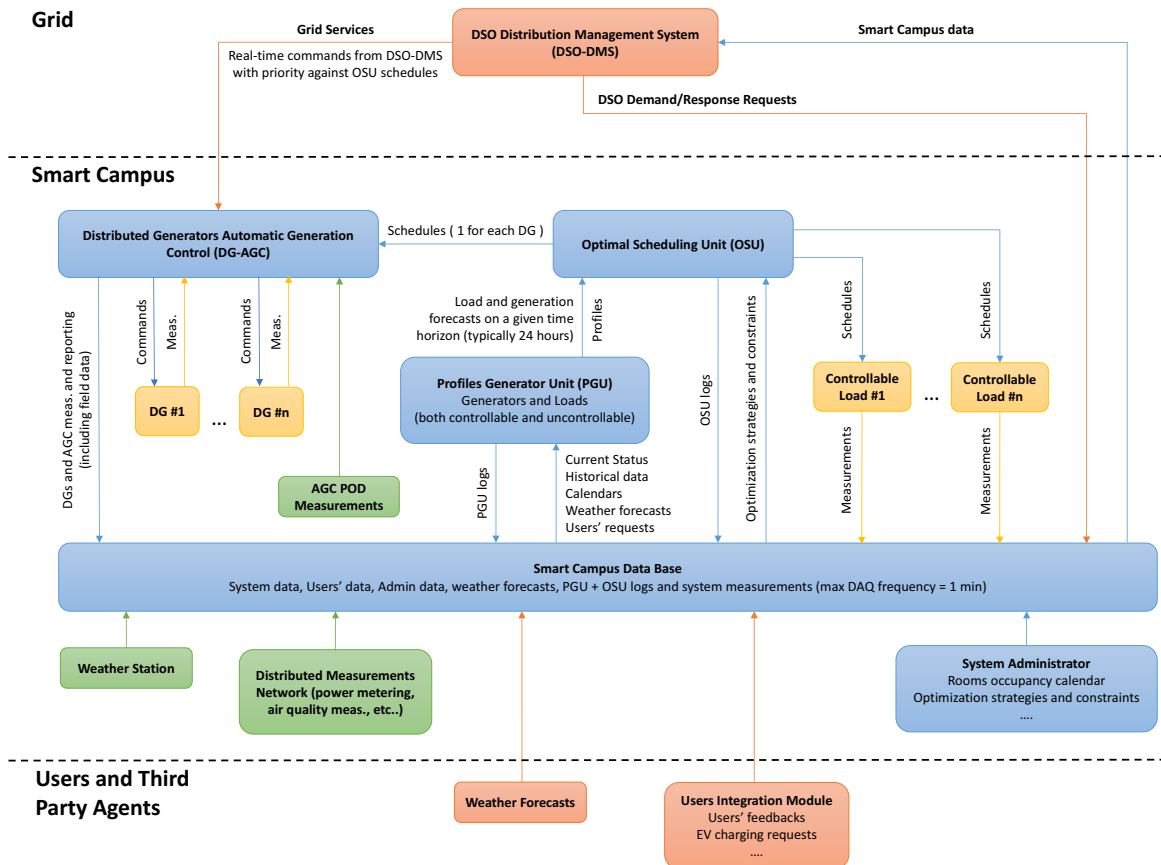 Grid
Grid Services
Real-time commands from DSO-DMS
with priority against OSU schedules
DSO Distribution Management System
(DSO-DMS)
Smart Campus data
DSO Demand/Response Requests
Smart Campus
Distributed Generators Automatic Generation
Control (DG-AGC)
Schedules ( 1 for each DG )
Optimal Scheduling Unit (OSU)
DGs and AGC meas. and reporting
(including field data)
Commands
Meas.
Commands
Meas.
DG #1
...
DG #n
AGC POD
Measurements
Load and generation
forecasts on a given time
horizon (typically 24 hours)
Profiles
Profiles Generator Unit (PGU)
Generators and Loads
(both controllable and uncontrollable)
PGU logs
Current Status
Historical data
Calendars
Weather forecasts
Users’ requests
OSU logs
Optimization strategies and constraints
Schedules
Schedules
Controllable
Load #1
...
Controllable
Load #n
Measurements
Measurements
Smart Campus Data Base
System data, Users’ data, Admin data, weather forecasts, PGU + OSU logs and system measurements (max DAQ frequency = 1 min)
Weather Station
Distributed Measurements
Network (power metering,
air quality meas., etc..)
System Administrator
Rooms occupancy calendar
Optimization strategies and constraints
....
Users and Third
Party Agents
Weather Forecasts
Users Integration Module
Users’ feedbacks
EV charging requests
....